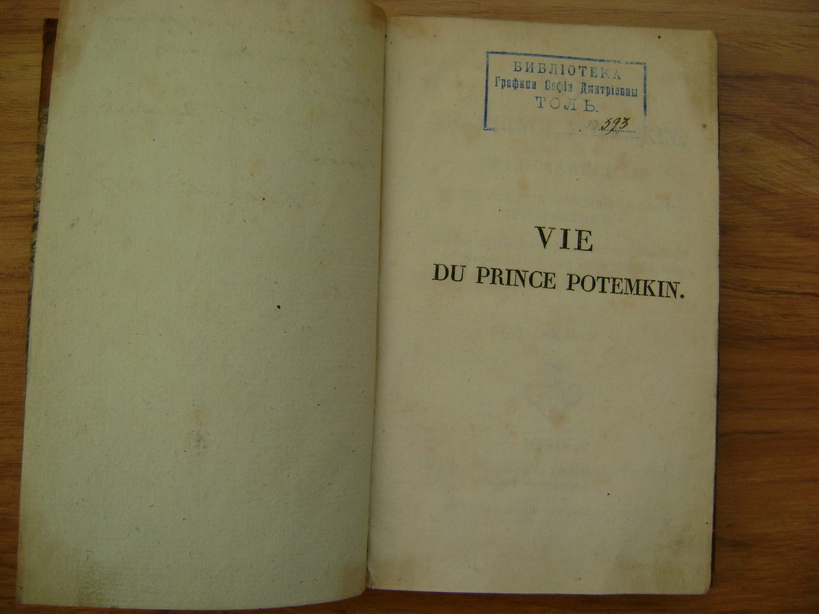 БИБЛІОТЕКА
Графини Софіи Дмитріевны
ТОЛЬ.
593
VIE
DU PRINCE POTEMKIN.